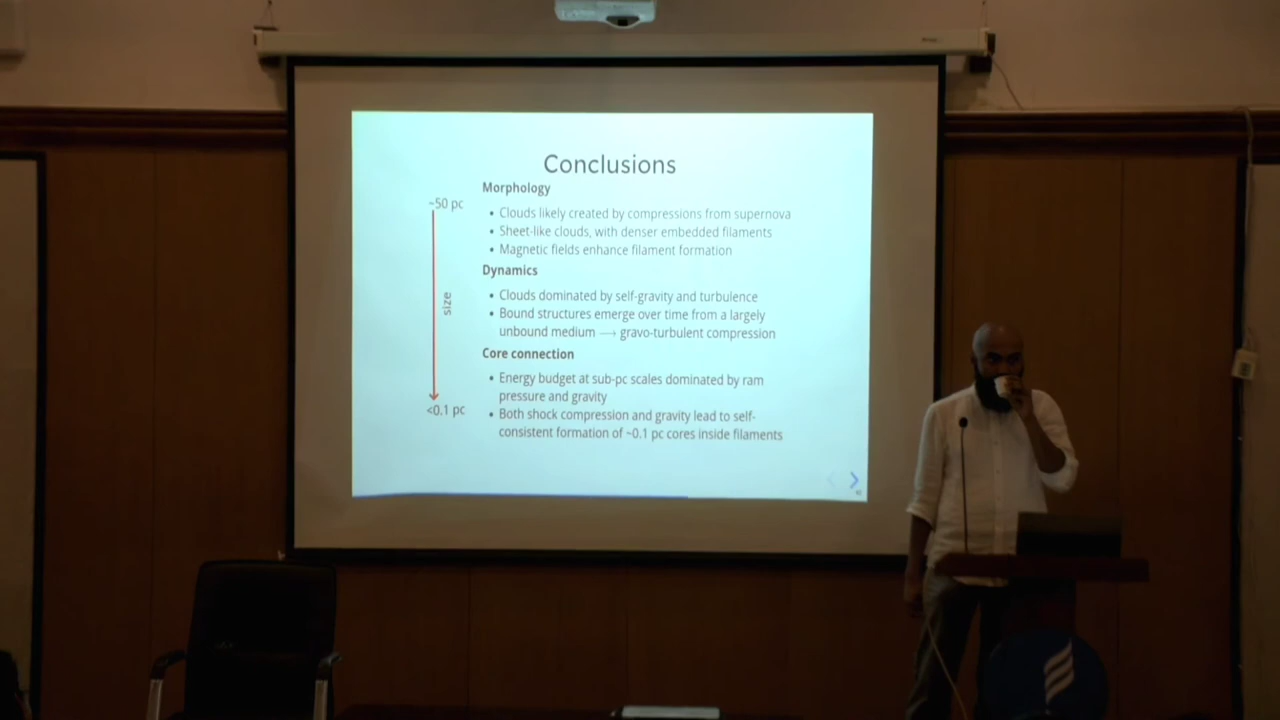 Conclusions
Morphology
~50 pc
• Clouds likely created by compressions from supernova
• Sheet-like clouds, with denser embedded filaments
• Magnetic fields enhance filament formation
Dynamics
size
• Clouds dominated by self-gravity and turbulence
• Bound structures emerge over time from a largely
unbound medium → gravo-turbulent compression
Core connection
• Energy budget at sub-pc scales dominated by ram
pressure and gravity
<0.1 pc
• Both shock compression and gravity lead to self-
consistent formation of ~0.1 pc cores inside filaments